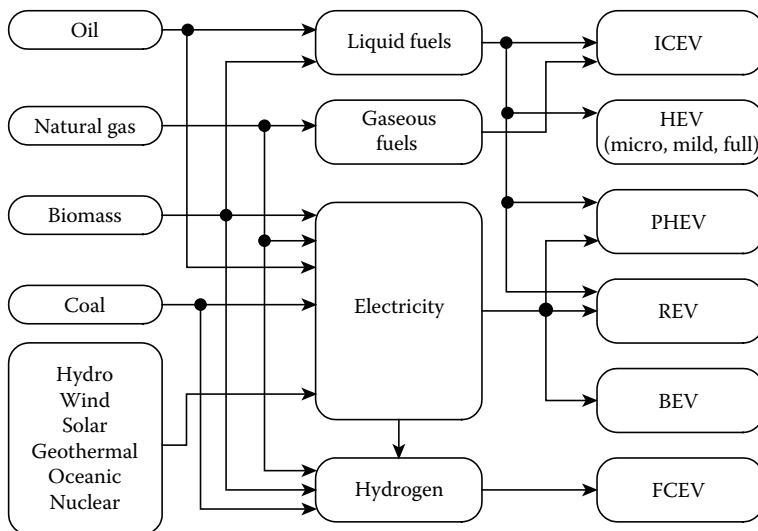 Oil
Liquid fuels
ICEV
Natural gas
Gaseous
fuels
HEV
(micro, mild, full)
Biomass
PHEV
Coal
Electricity
REV
Hydro
Wind
Solar
Geothermal
Oceanic
Nuclear
BEV
Hydrogen
FCEV